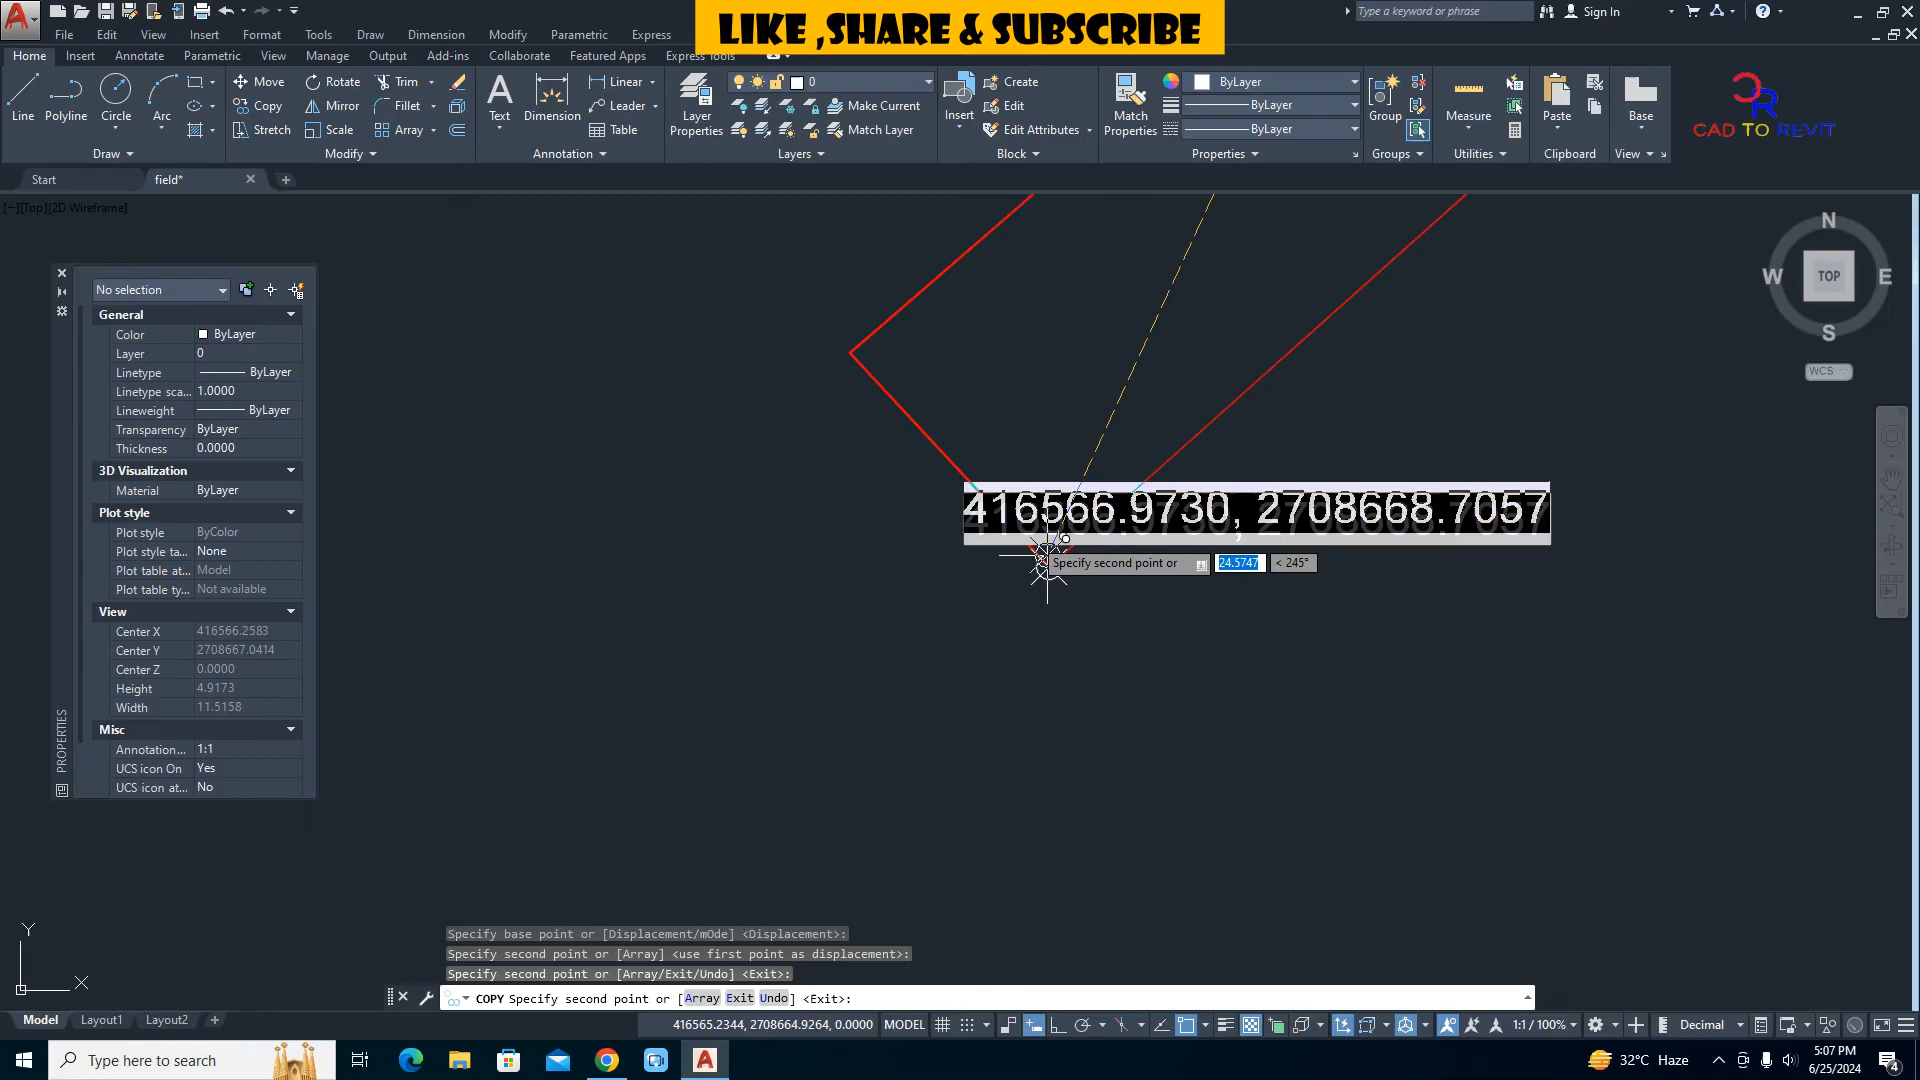 LIKE ,SHARE & SUBSCRIBE
Type a keyword or phrase
Sign In
File Edit View Insert Format Tools Draw Dimension Modify Parametric Express
Home Insert Annotate Parametric View Manage Output Add-ins Collaborate Featured Apps Express Tools
Line
Polyline
Circle
Arc
Draw
Move
Copy
Stretch
Rotate
Mirror
Scale
Trim
Fillet
Array
Modify
Text
Dimension
Linear
Leader
Table
Annotation
Layer
Properties
0
Make Current
Match Layer
Layers
Insert
Create
Edit
Edit Attributes
Block
Match
Properties
ByLayer
ByLayer
ByLayer
Properties
Group
Groups
Measure
Utilities
Paste
Clipboard
Base
View
CR
CAD TO REVIT
Start
field*
[−][Top][2D Wireframe]
N
W
TOP
E
S
WCS
No selection
General
Color ByLayer
Layer 0
Linetype ByLayer
Linetype sca... 1.0000
Lineweight ByLayer
Transparency ByLayer
Thickness 0.0000
3D Visualization
Material ByLayer
Plot style
Plot style ByColor
Plot style ta... None
Plot table at... Model
Plot table ty... Not available
View
Center X 416566.2583
Center Y 2708667.0414
Center Z 0.0000
Height 4.9173
Width 11.5158
Misc
Annotation... 1:1
UCS icon On Yes
UCS icon at... No
PROPERTIES
416566.9730, 2708668.7057
Specify second point or 24.5747 < 245°
Y
X
Specify base point or [Displacement/mOde] <Displacement>:
Specify second point or [Array] <use first point as displacement>:
Specify second point or [Array/Exit/Undo] <Exit>:
COPY Specify second point or [Array Exit Undo] <Exit>:
Model Layout1 Layout2
416565.2344, 2708664.9264, 0.0000 MODEL 1:1 / 100% Decimal
Type here to search
32°C Haze
5:07 PM
6/25/2024
4